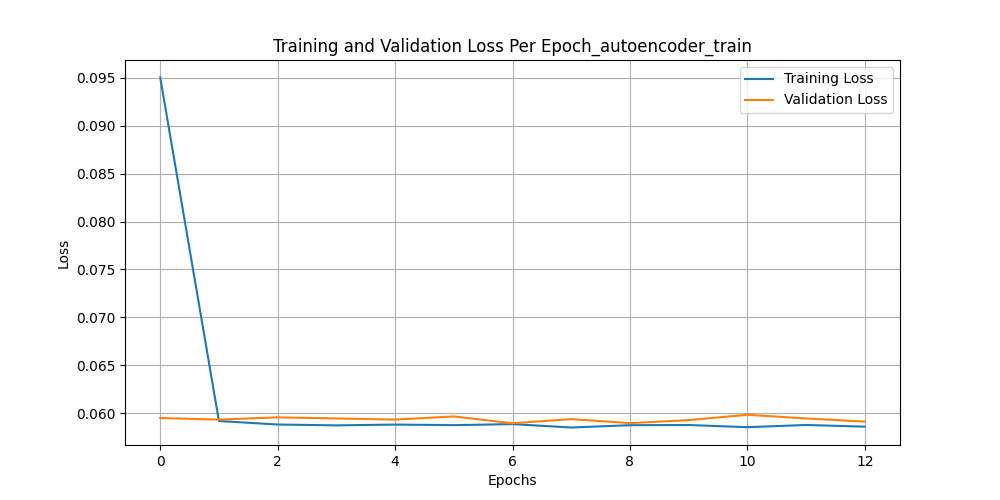 Training and Validation Loss Per Epoch_autoencoder_train
Training Loss
Validation Loss
0.095
0.090
0.085
0.080
0.075
0.070
0.065
0.060
Loss
0 2 4 6 8 10 12
Epochs